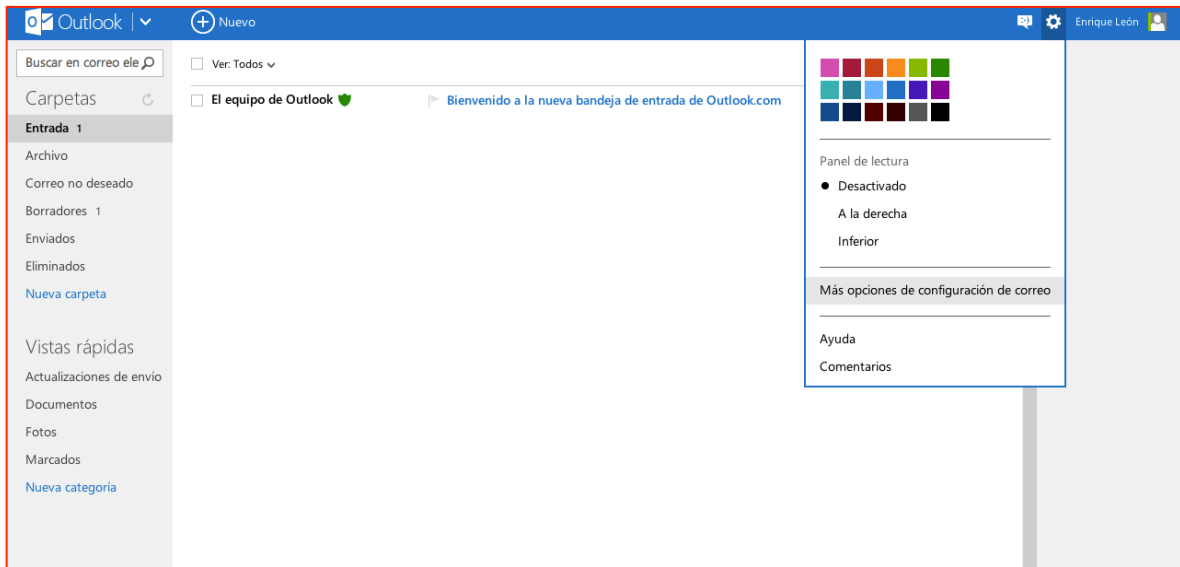 Outlook
Nuevo
Enrique León
Buscar en correo ele
Carpetas
Entrada 1
Archivo
Correo no deseado
Borradores 1
Enviados
Eliminados
Nueva carpeta
Vistas rápidas
Actualizaciones de envío
Documentos
Fotos
Marcados
Nueva categoría
Ver: Todos
El equipo de Outlook Bienvenido a la nueva bandeja de entrada de Outlook.com
Panel de lectura
Desactivado
A la derecha
Inferior
Más opciones de configuración de correo
Ayuda
Comentarios